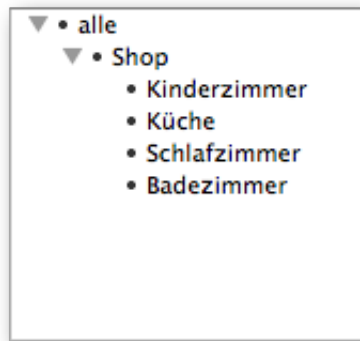 alle
Shop
Kinderzimmer
Küche
Schlafzimmer
Badezimmer